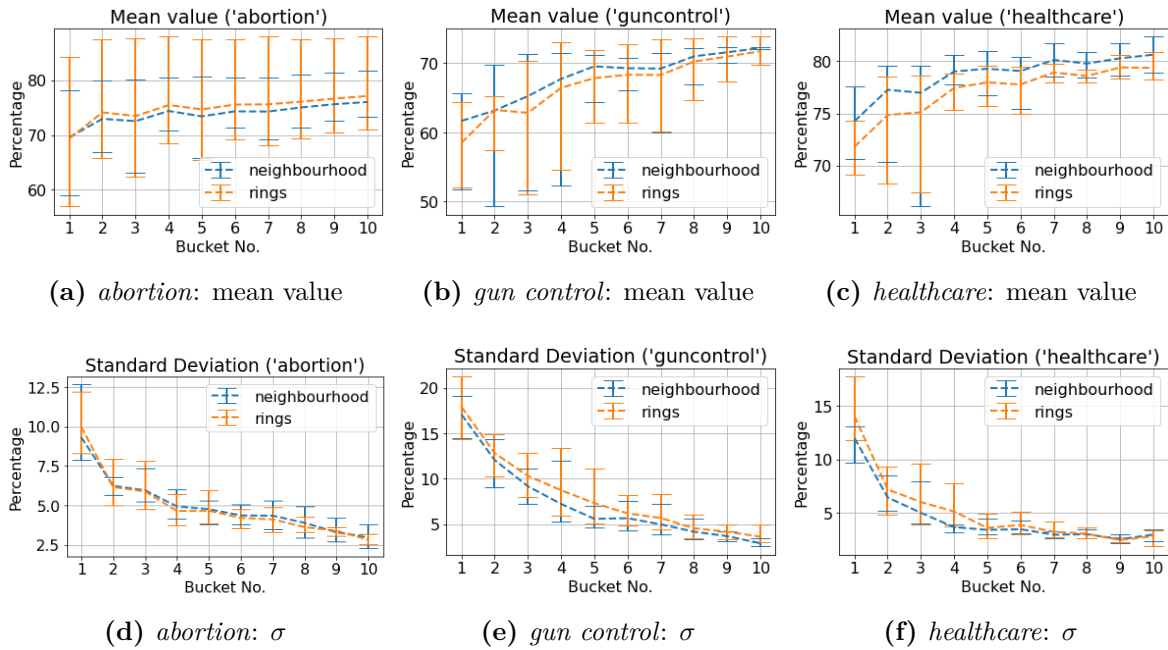 Mean value ('abortion')
Percentage
80
70
60
neighbourhood
rings
1 2 3 4 5 6 7 8 9 10
Bucket No.
(a) abortion: mean value
Mean value ('guncontrol')
Percentage
70
60
50
neighbourhood
rings
1 2 3 4 5 6 7 8 9 10
Bucket No.
(b) gun control: mean value
Mean value ('healthcare')
Percentage
80
75
70
neighbourhood
rings
1 2 3 4 5 6 7 8 9 10
Bucket No.
(c) healthcare: mean value
Standard Deviation ('abortion')
Percentage
12.5
10.0
7.5
5.0
2.5
neighbourhood
rings
1 2 3 4 5 6 7 8 9 10
Bucket No.
(d) abortion: σ
Standard Deviation ('guncontrol')
Percentage
20
15
10
5
neighbourhood
rings
1 2 3 4 5 6 7 8 9 10
Bucket No.
(e) gun control: σ
Standard Deviation ('healthcare')
Percentage
15
10
5
neighbourhood
rings
1 2 3 4 5 6 7 8 9 10
Bucket No.
(f) healthcare: σ